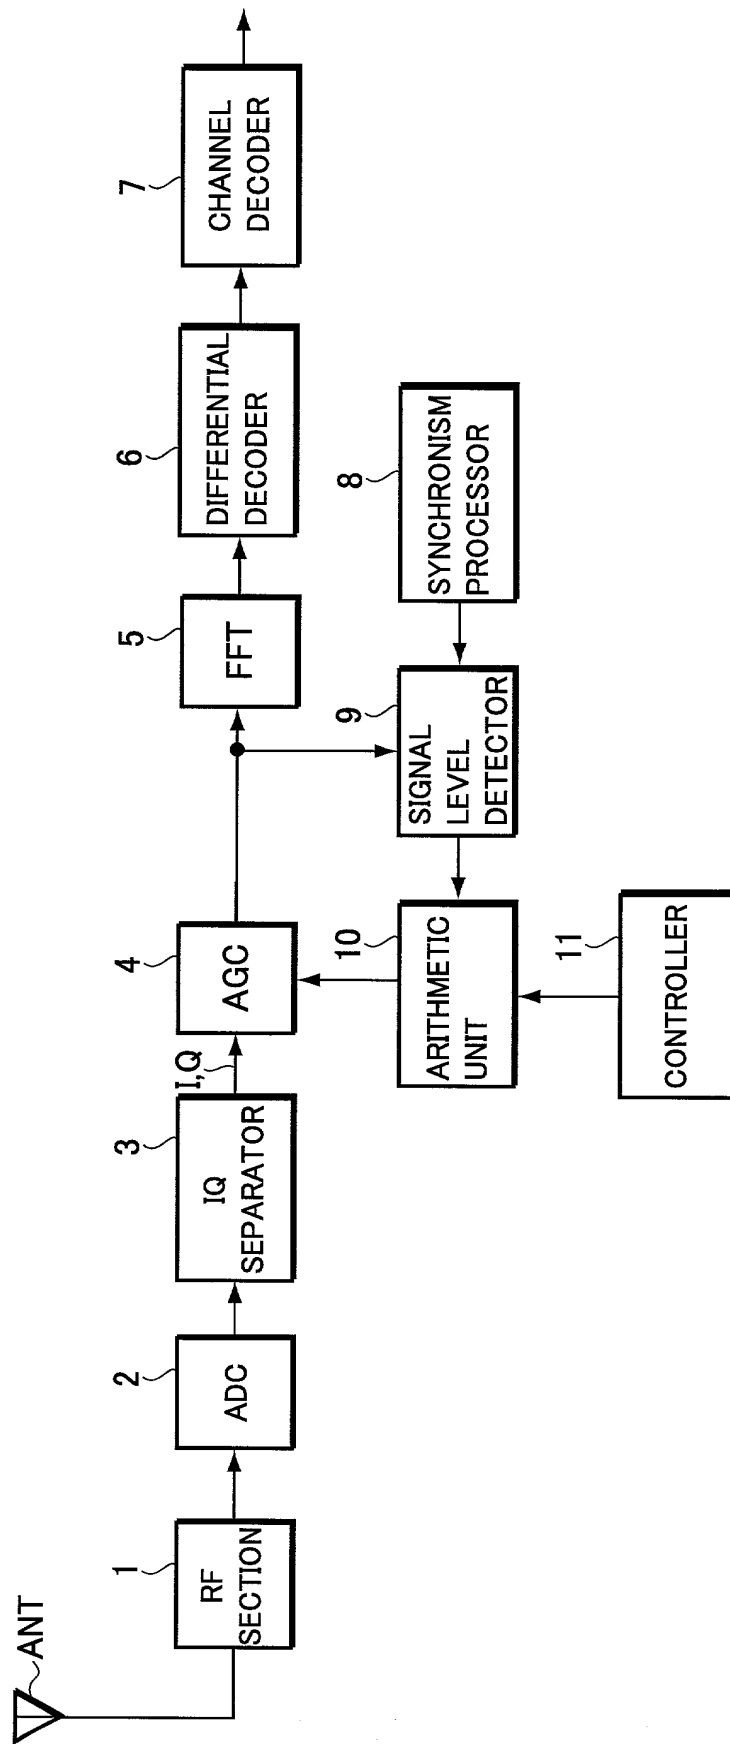 ANT
1
RF
SECTION
2
ADC
3
IQ
SEPARATOR
I,Q
4
AGC
5
FFT
6
DIFFERENTIAL
DECODER
7
CHANNEL
DECODER
8
SYNCHRONISM
PROCESSOR
9
SIGNAL
LEVEL
DETECTOR
10
ARITHMETIC
UNIT
11
CONTROLLER